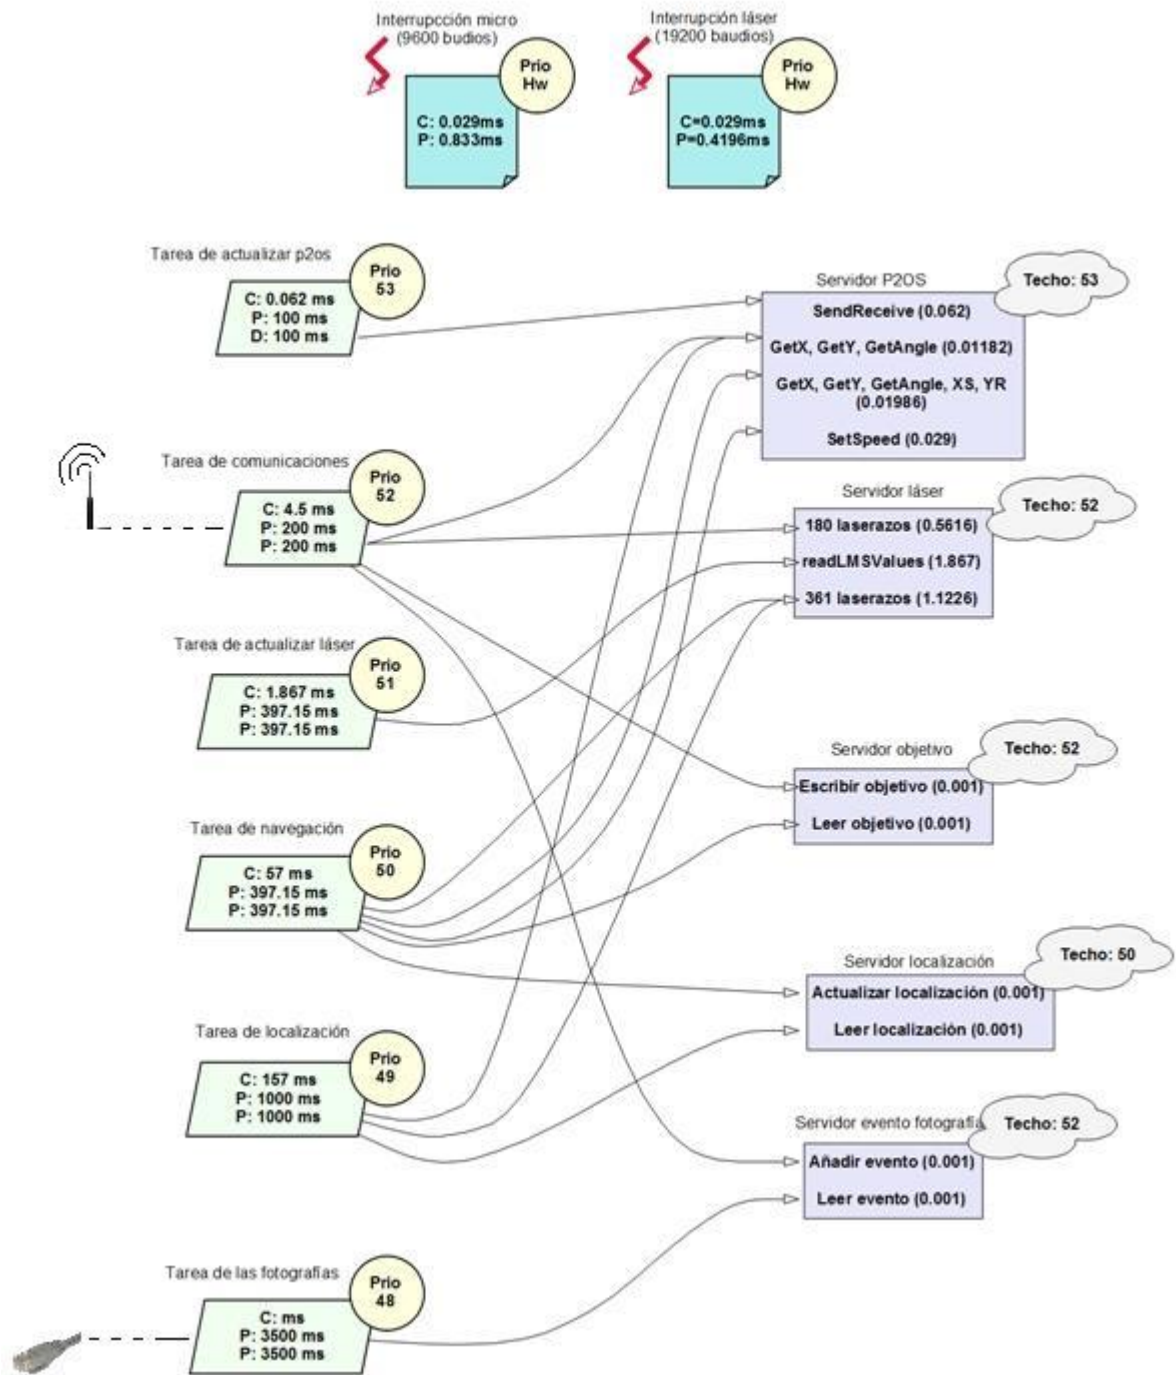 Interrupcción micro
(9600 budios)
Prio
Hw
C: 0.029ms
P: 0.833ms
Interrupción láser
(19200 baudios)
Prio
Hw
C=0.029ms
P=0.4196ms
Tarea de actualizar p2os
Prio
53
C: 0.062 ms
P: 100 ms
D: 100 ms
Servidor P2OS
Techo: 53
SendReceive (0.062)
GetX, GetY, GetAngle (0.01182)
GetX, GetY, GetAngle, XS, YR
(0.01986)
SetSpeed (0.029)
Tarea de comunicaciones
Prio
52
C: 4.5 ms
P: 200 ms
P: 200 ms
Servidor láser
Techo: 52
180 laserazos (0.5616)
readLMSValues (1.867)
361 laserazos (1.1226)
Tarea de actualizar láser
Prio
51
C: 1.867 ms
P: 397.15 ms
P: 397.15 ms
Servidor objetivo
Techo: 52
Escribir objetivo (0.001)
Leer objetivo (0.001)
Tarea de navegación
Prio
50
C: 57 ms
P: 397.15 ms
P: 397.15 ms
Servidor localización
Techo: 50
Actualizar localización (0.001)
Leer localización (0.001)
Tarea de localización
Prio
49
C: 157 ms
P: 1000 ms
P: 1000 ms
Servidor evento fotografía
Techo: 52
Añadir evento (0.001)
Leer evento (0.001)
Tarea de las fotografías
Prio
48
C: ms
P: 3500 ms
P: 3500 ms